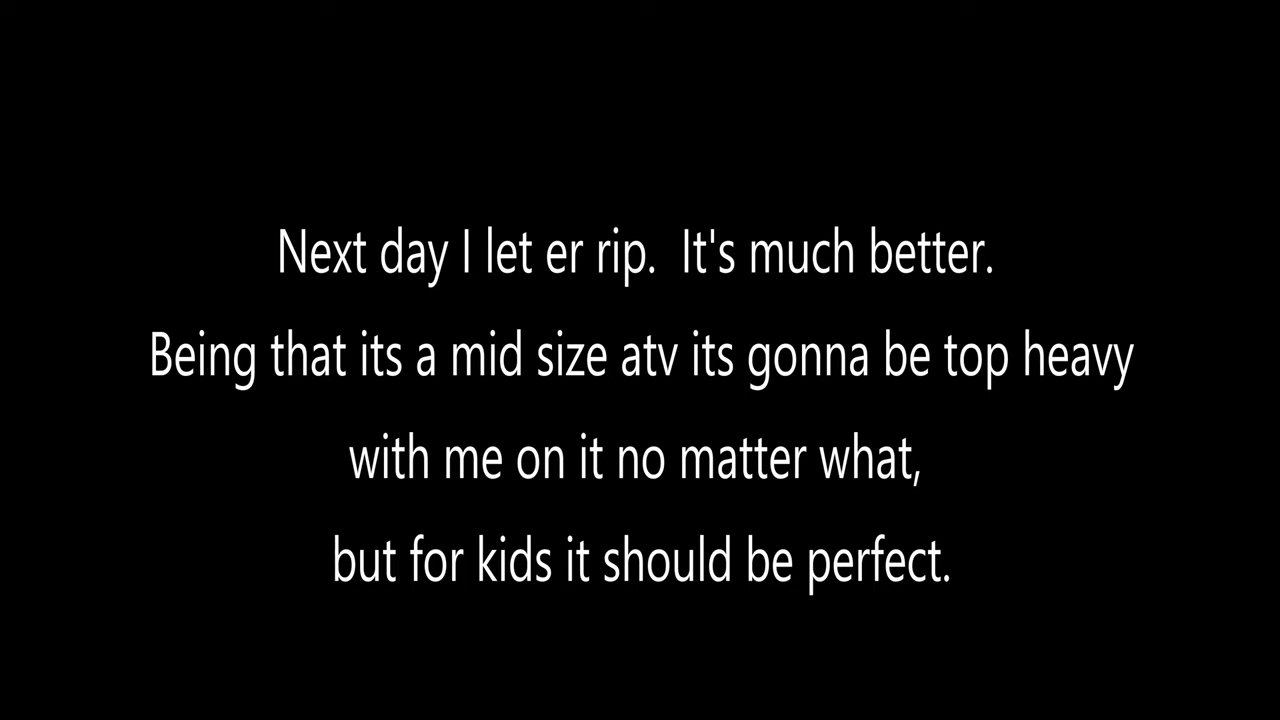 Next day I let er rip.  It's much better.
Being that its a mid size atv its gonna be top heavy
with me on it no matter what,
but for kids it should be perfect.